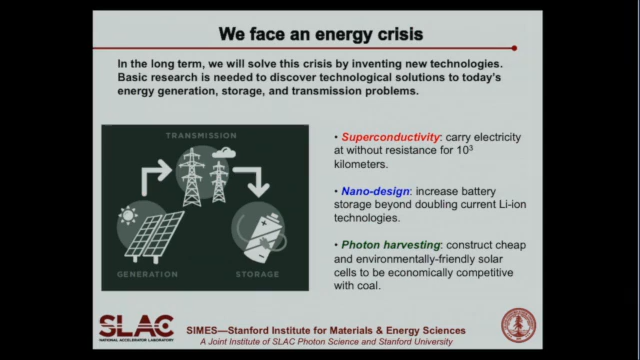 We face an energy crisis
In the long term, we will solve this crisis by inventing new technologies.
Basic research is needed to discover technological solutions to today's
energy generation, storage, and transmission problems.
TRANSMISSION
GENERATION
STORAGE
• Superconductivity: carry electricity
at without resistance for 10³
kilometers.
• Nano-design: increase battery
storage beyond doubling current Li-ion
technologies.
• Photon harvesting: construct cheap
and environmentally-friendly solar
cells to be economically competitive
with coal.
SLAC
NATIONAL ACCELERATOR LABORATORY
SIMES—Stanford Institute for Materials & Energy Sciences
A Joint Institute of SLAC Photon Science and Stanford University